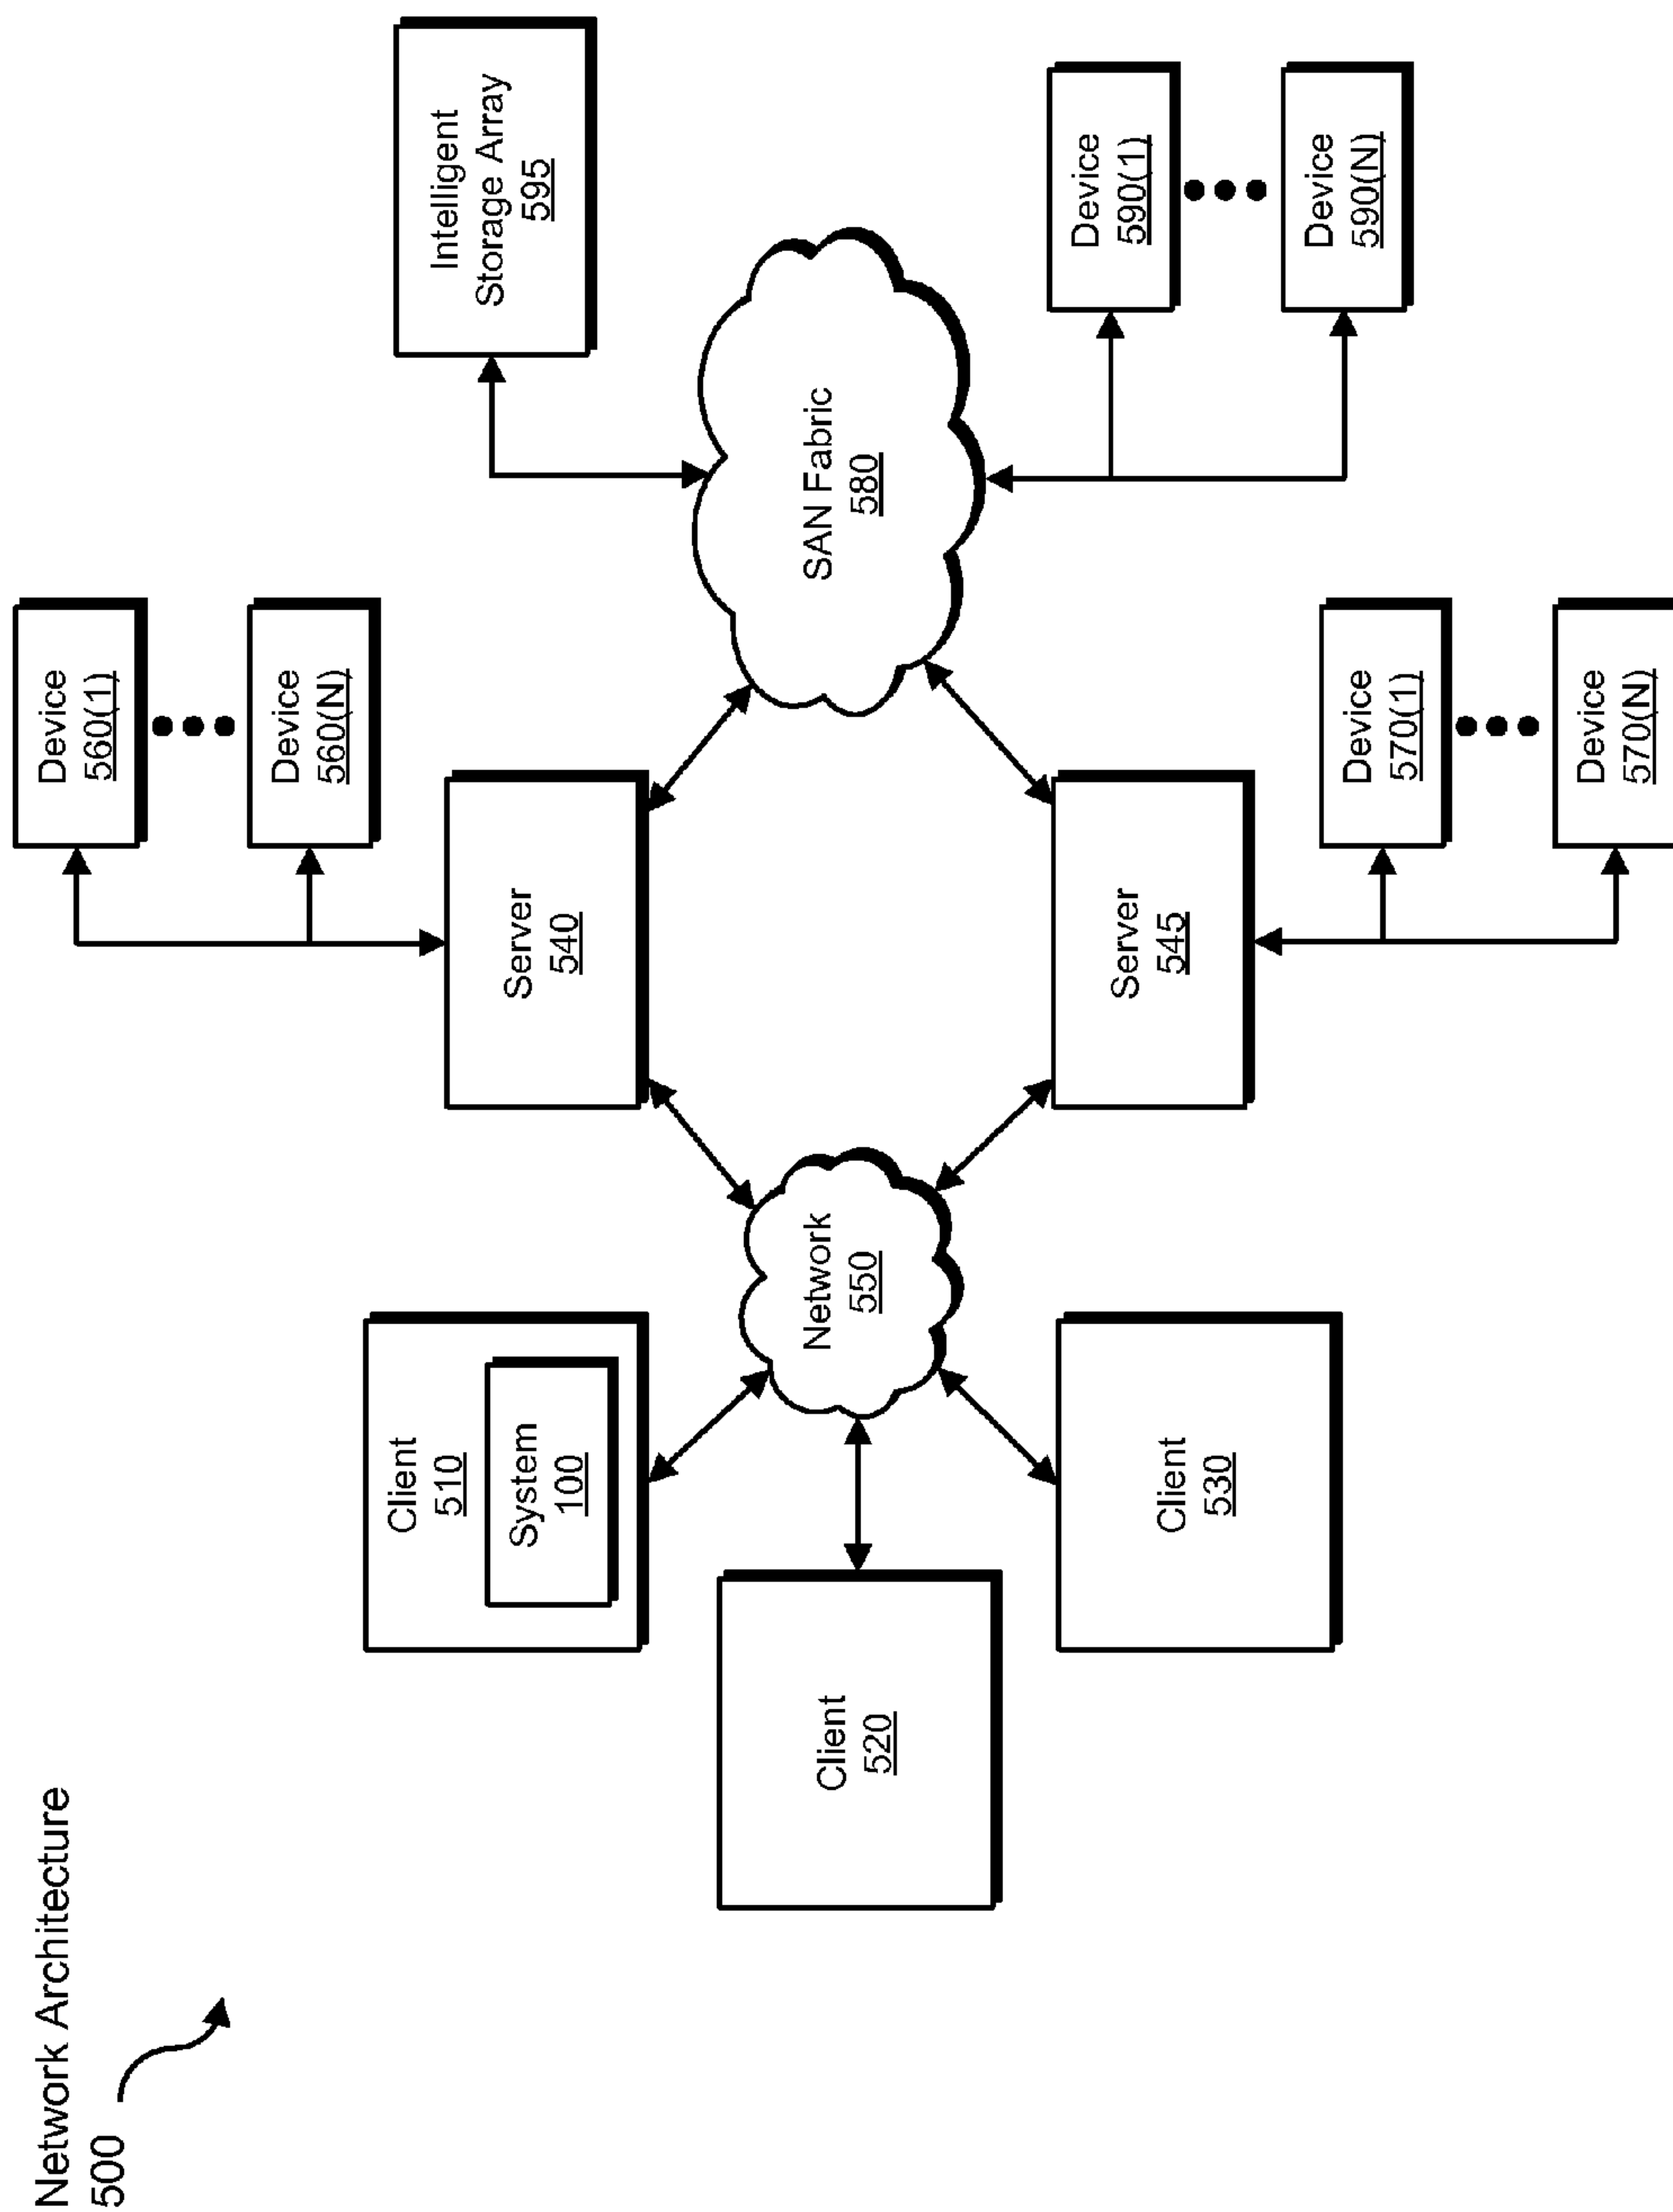 Network Architecture
500
Client
510
System
100
Client
520
Client
530
Network
550
Server
540
Server
545
Device
560(1)
Device
560(N)
Device
570(1)
Device
570(N)
SAN Fabric
580
Intelligent
Storage Array
595
Device
590(1)
Device
590(N)